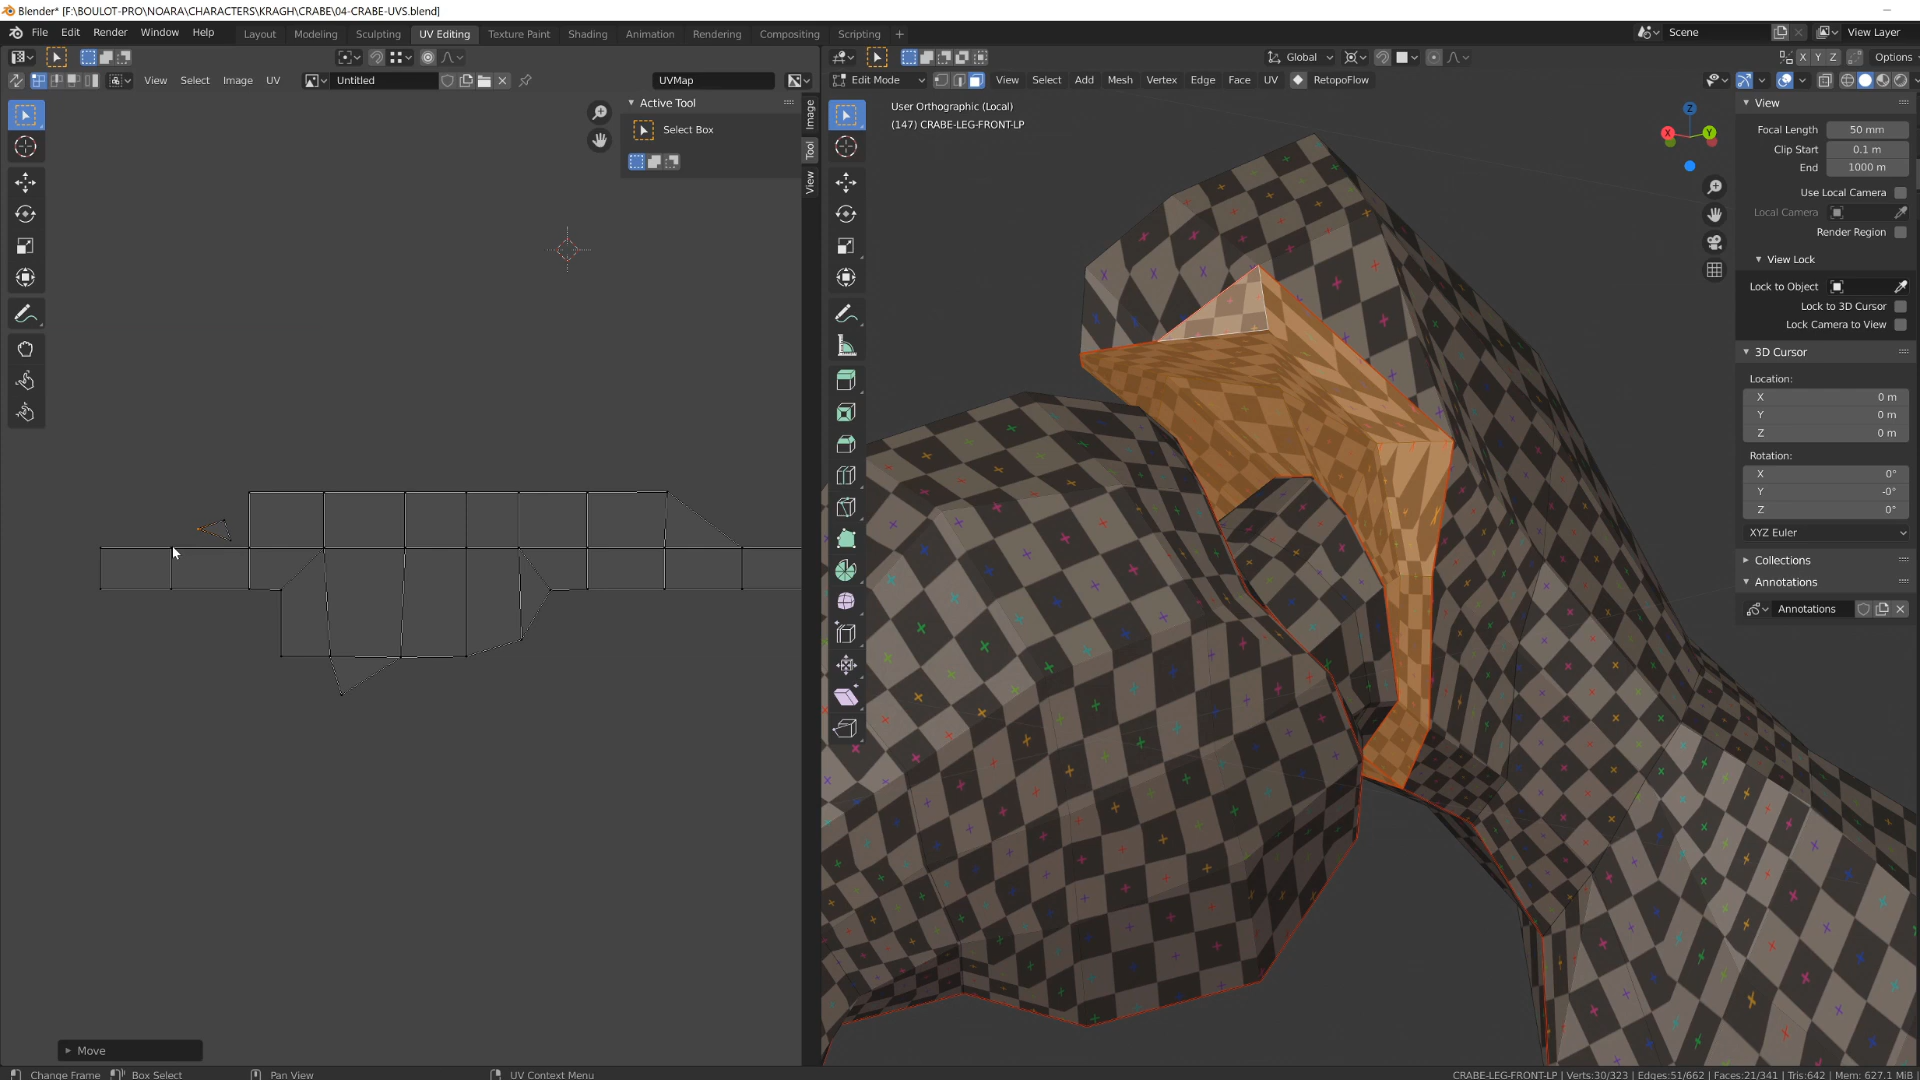 Blender* [F:\BOULOT-PRO\NOARA\CHARACTERS\KRAGH\CRABE\04-CRABE-UVS.blend]
File Edit Render Window Help Layout Modeling Sculpting UV Editing Texture Paint Shading Animation Rendering Compositing Scripting + Scene View Layer
Global X Y Z Options
View Select Image UV Untitled UVMap Edit Mode View Select Add Mesh Vertex Edge Face UV RetopoFlow
Active Tool
Select Box
Image
Tool
View
User Orthographic (Local)
(147) CRABE-LEG-FRONT-LP
Z
X
Y
View
Focal Length 50 mm
Clip Start 0.1 m
End 1000 m
Use Local Camera
Local Camera
Render Region
View Lock
Lock to Object
Lock to 3D Cursor
Lock Camera to View
3D Cursor
Location:
X 0 m
Y 0 m
Z 0 m
Rotation:
X 0°
Y -0°
Z 0°
XYZ Euler
Collections
Annotations
Annotations
Move
Change Frame Box Select Pan View UV Context Menu CRABE-LEG-FRONT-LP | Verts:30/323 | Edges:51/662 | Faces:21/341 | Tris:642 | Mem: 627.1 MiB